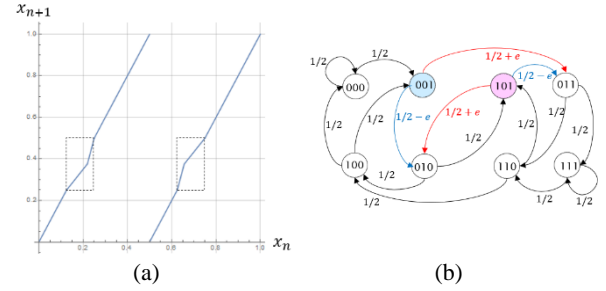 x_{n+1}
1.0
0.8
0.6
0.4
0.2
0.2 0.4 0.6 0.8 1.0
x_n
(a)
1/2 1/2 1/2+e
1/2−e
000 001 101 011
1/2 1/2 1/2−e 1/2+e 1/2 1/2 1/2
100 010 110 111
1/2 1/2 1/2
1/2 1/2
(b)